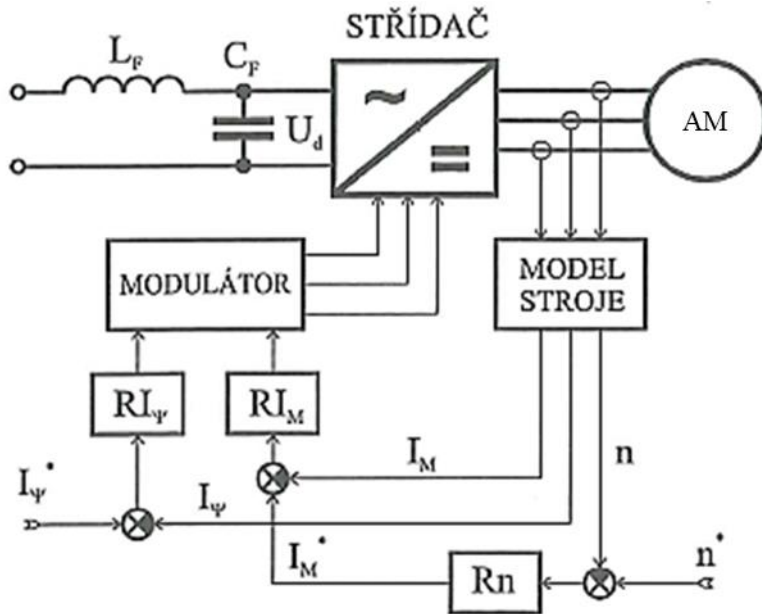 STŘÍDAČ
L_F
C_F
U_d
~
=
AM
MODULÁTOR
MODEL
STROJE
RI_Ψ
RI_M
I_M
n
I_Ψ*
I_Ψ
I_M*
Rn
n*